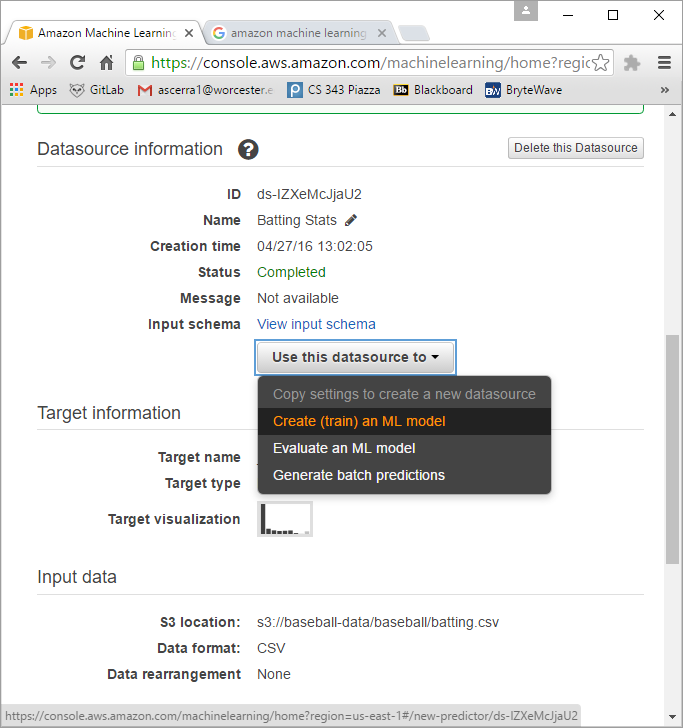 Amazon Machine Learning
amazon machine learning
https://console.aws.amazon.com/machinelearning/home?regio
Apps GitLab ascerra1@worcester.e CS 343 Piazza Bb Blackboard BW BryteWave »
Datasource information ? Delete this Datasource
ID ds-IZXeMcJjaU2
Name Batting Stats
Creation time 04/27/16 13:02:05
Status Completed
Message Not available
Input schema View input schema
Use this datasource to
Copy settings to create a new datasource
Create (train) an ML model
Evaluate an ML model
Generate batch predictions
Target information
Target name
Target type
Target visualization
Input data
S3 location: s3://baseball-data/baseball/batting.csv
Data format: CSV
Data rearrangement None
https://console.aws.amazon.com/machinelearning/home?region=us-east-1#/new-predictor/ds-IZXeMcJjaU2